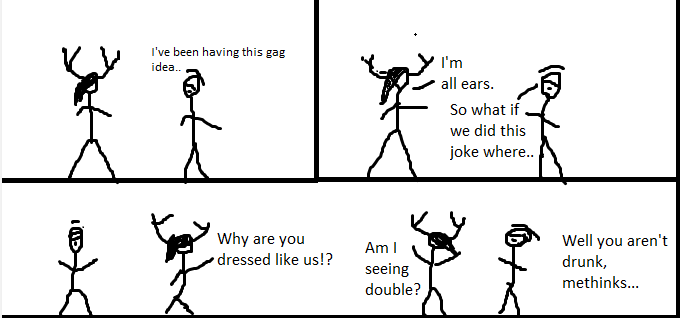 I've been having this gag
idea..
I'm
all ears.
So what if
we did this
joke where..
Why are you
dressed like us!?
Am I
seeing
double?
Well you aren't
drunk,
methinks...